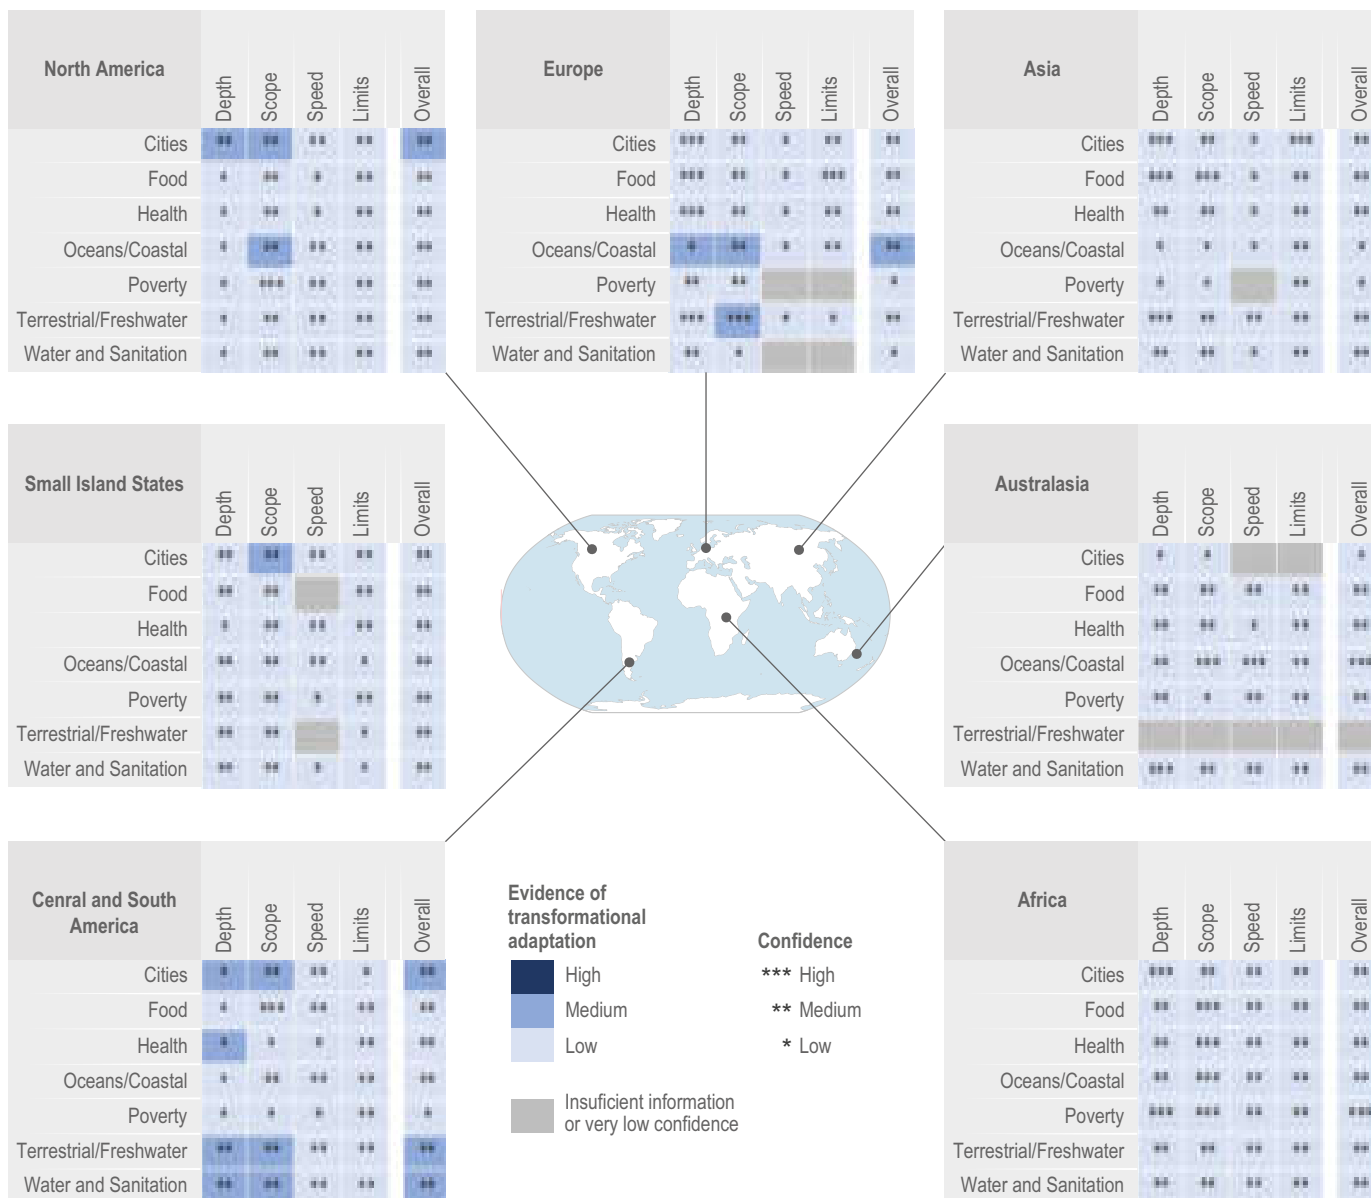 North America
Depth Scope Speed Limits Overall
Cities ** ** ** ** **
Food * ** * ** **
Health * ** * ** **
Oceans/Coastal * ** ** ** **
Poverty * *** ** ** **
Terrestrial/Freshwater * ** ** ** **
Water and Sanitation * ** ** ** **
Europe
Depth Scope Speed Limits Overall
Cities *** ** * ** **
Food *** ** * *** **
Health *** ** * ** **
Oceans/Coastal * ** * ** **
Poverty ** ** *
Terrestrial/Freshwater *** *** * * **
Water and Sanitation ** * *
Asia
Depth Scope Speed Limits Overall
Cities *** ** * *** **
Food *** *** * ** **
Health ** ** * ** **
Oceans/Coastal * * * ** *
Poverty * * ** *
Terrestrial/Freshwater *** ** ** ** **
Water and Sanitation ** ** * ** **
Small Island States
Depth Scope Speed Limits Overall
Cities ** ** ** ** **
Food ** ** ** **
Health * ** ** ** **
Oceans/Coastal ** ** ** * **
Poverty ** ** * ** **
Terrestrial/Freshwater ** ** * **
Water and Sanitation ** ** * * **
Australasia
Depth Scope Speed Limits Overall
Cities * * *
Food ** ** ** ** **
Health ** ** * ** **
Oceans/Coastal ** *** *** ** ***
Poverty ** * ** ** **
Terrestrial/Freshwater
Water and Sanitation *** ** ** ** **
Cenral and South
America
Depth Scope Speed Limits Overall
Cities * ** ** * **
Food * *** ** ** **
Health * * * ** **
Oceans/Coastal * ** ** ** **
Poverty * * * ** *
Terrestrial/Freshwater ** ** ** ** **
Water and Sanitation ** ** ** ** **
Evidence of
transformational
adaptation
High
Medium
Low
Insuficient information
or very low confidence
Confidence
*** High
** Medium
* Low
Africa
Depth Scope Speed Limits Overall
Cities *** ** ** ** **
Food ** *** ** ** **
Health ** *** ** ** **
Oceans/Coastal ** *** ** ** **
Poverty *** *** ** ** ***
Terrestrial/Freshwater ** ** ** ** **
Water and Sanitation ** ** ** ** **